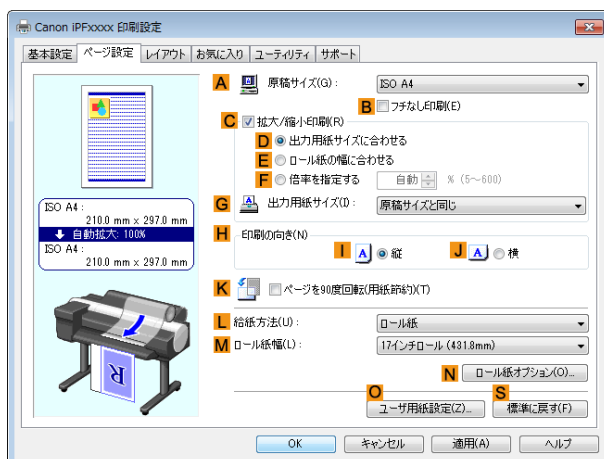 Canon iPFxxxx 印刷設定
基本設定 ページ設定 レイアウト お気に入り ユーティリティ サポート
A 原稿サイズ(G): ISO A4
B フチなし印刷(E)
C 拡大/縮小印刷(R)
D 出力用紙サイズに合わせる
E ロール紙の幅に合わせる
F 倍率を指定する 自動 % (5~600)
G 出力用紙サイズ(I): 原稿サイズと同じ
H 印刷の向き(N)
I A 縦 J A 横
K ページを90度回転(用紙節約)(T)
L 給紙方法(U): ロール紙
M ロール紙幅(L): 17インチロール (431.8mm)
N ロール紙オプション(O)...
O ユーザ用紙設定(Z)... S 標準に戻す(F)
ISO A4:
210.0 mm x 297.0 mm
自動拡大: 100%
ISO A4:
210.0 mm x 297.0 mm
R
OK キャンセル 適用(A) ヘルプ